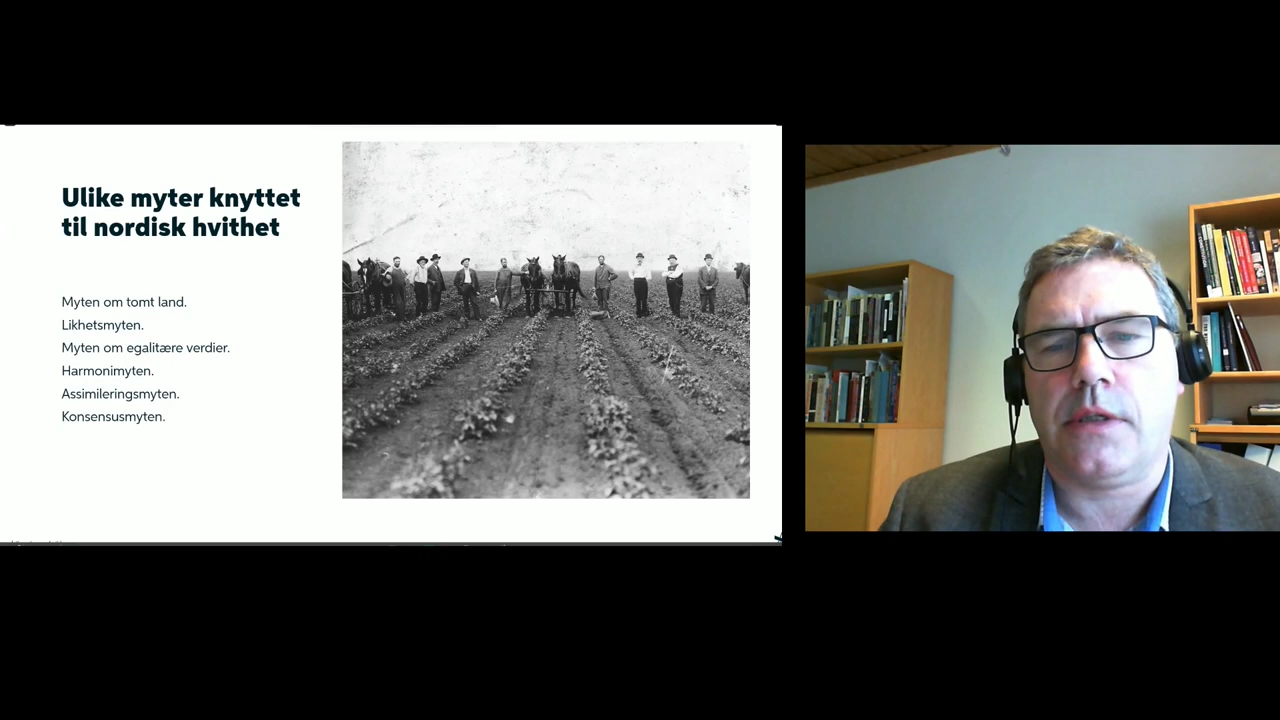 Ulike myter knyttet
til nordisk hvithet
Myten om tomt land.
Likhetsmyten.
Myten om egalitære verdier.
Harmonimyten.
Assimileringsmyten.
Konsensusmyten.